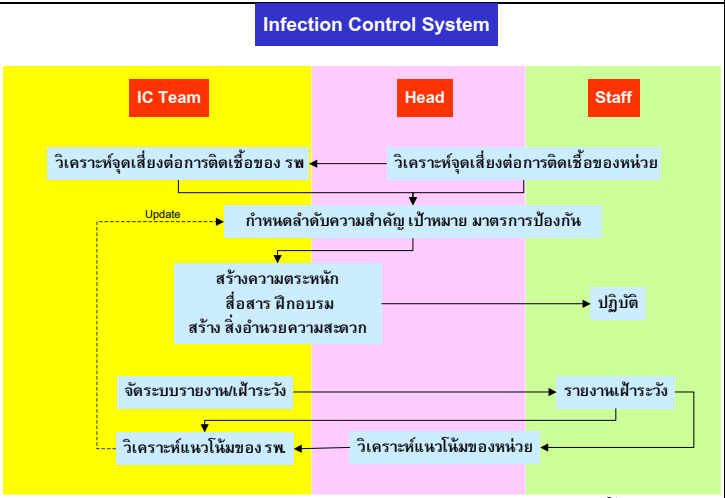 Infection Control System
IC Team
Head
Staff
วิเคราะห์จุดเสี่ยงต่อการติดเชื้อของ รพ
วิเคราะห์จุดเสี่ยงต่อการติดเชื้อของหน่วย
Update
กำหนดลำดับความสำคัญ เป้าหมาย มาตรการป้องกัน
สร้างความตระหนัก
สื่อสาร ฝึกอบรม
สร้าง สิ่งอำนวยความสะดวก
ปฏิบัติ
จัดระบบรายงาน/เฝ้าระวัง
รายงานเฝ้าระวัง
วิเคราะห์แนวโน้มของ รพ.
วิเคราะห์แนวโน้มของหน่วย